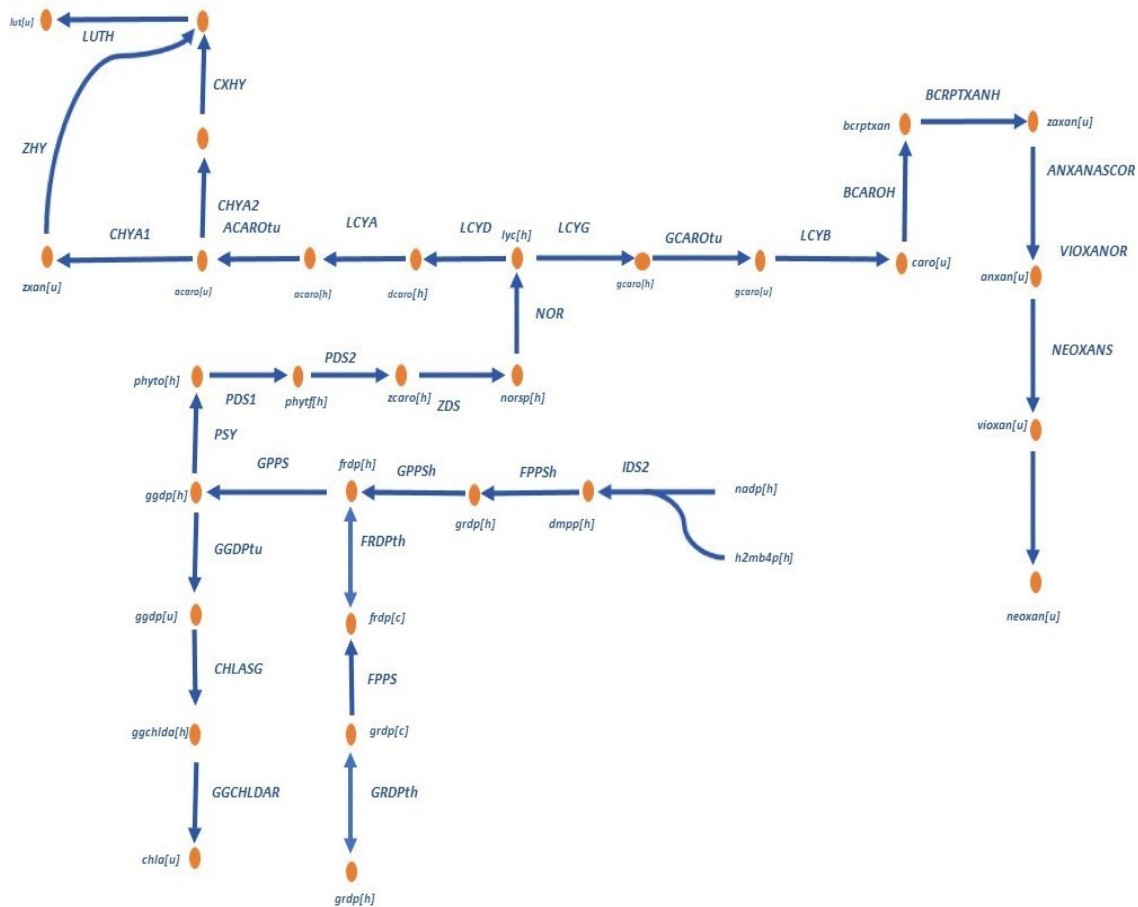 lut[u]
LUTH
CXHY
BCRPTXANH
bcrptxan
zaxan[u]
ZHY
ANXANASCOR
BCAROH
CHYA2
ACAROtu
LCYA
LCYD
lyc[h]
LCYG
CHYA1
GCAROtu
LCYB
VIOXANOR
zxan[u]
acaro[u]
acaro[h]
dcaro[h]
gcaro[h]
gcaro[u]
caro[u]
anxan[u]
NOR
NEOXANS
PDS2
phyto[h]
PDS1
phytf[h]
zcaro[h]
ZDS
norsp[h]
vioxan[u]
PSY
GPPS
frdp[h]
GPPSh
FPPSh
IDS2
ggdp[h]
grdp[h]
dmpp[h]
nadp[h]
GGDPtu
FRDPth
h2mb4p[h]
ggdp[u]
frdp[c]
neoxan[u]
CHLASG
FPPS
ggchlda[h]
grdp[c]
GGCHLDAR
GRDPth
chla[u]
grdp[h]